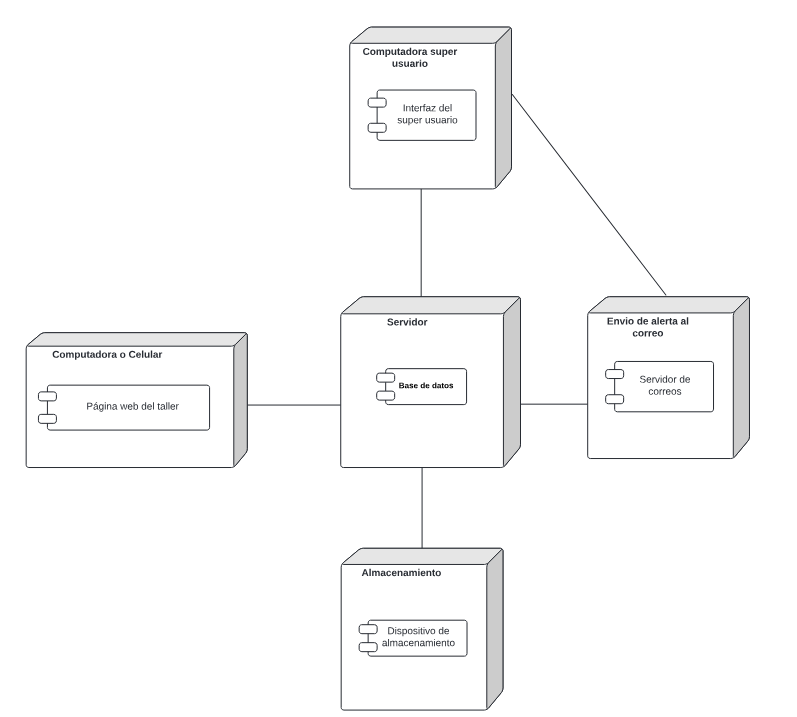 Computadora super
usuario
Interfaz del
super usuario
Servidor
Base de datos
Envio de alerta al
correo
Servidor de
correos
Computadora o Celular
Página web del taller
Almacenamiento
Dispositivo de
almacenamiento